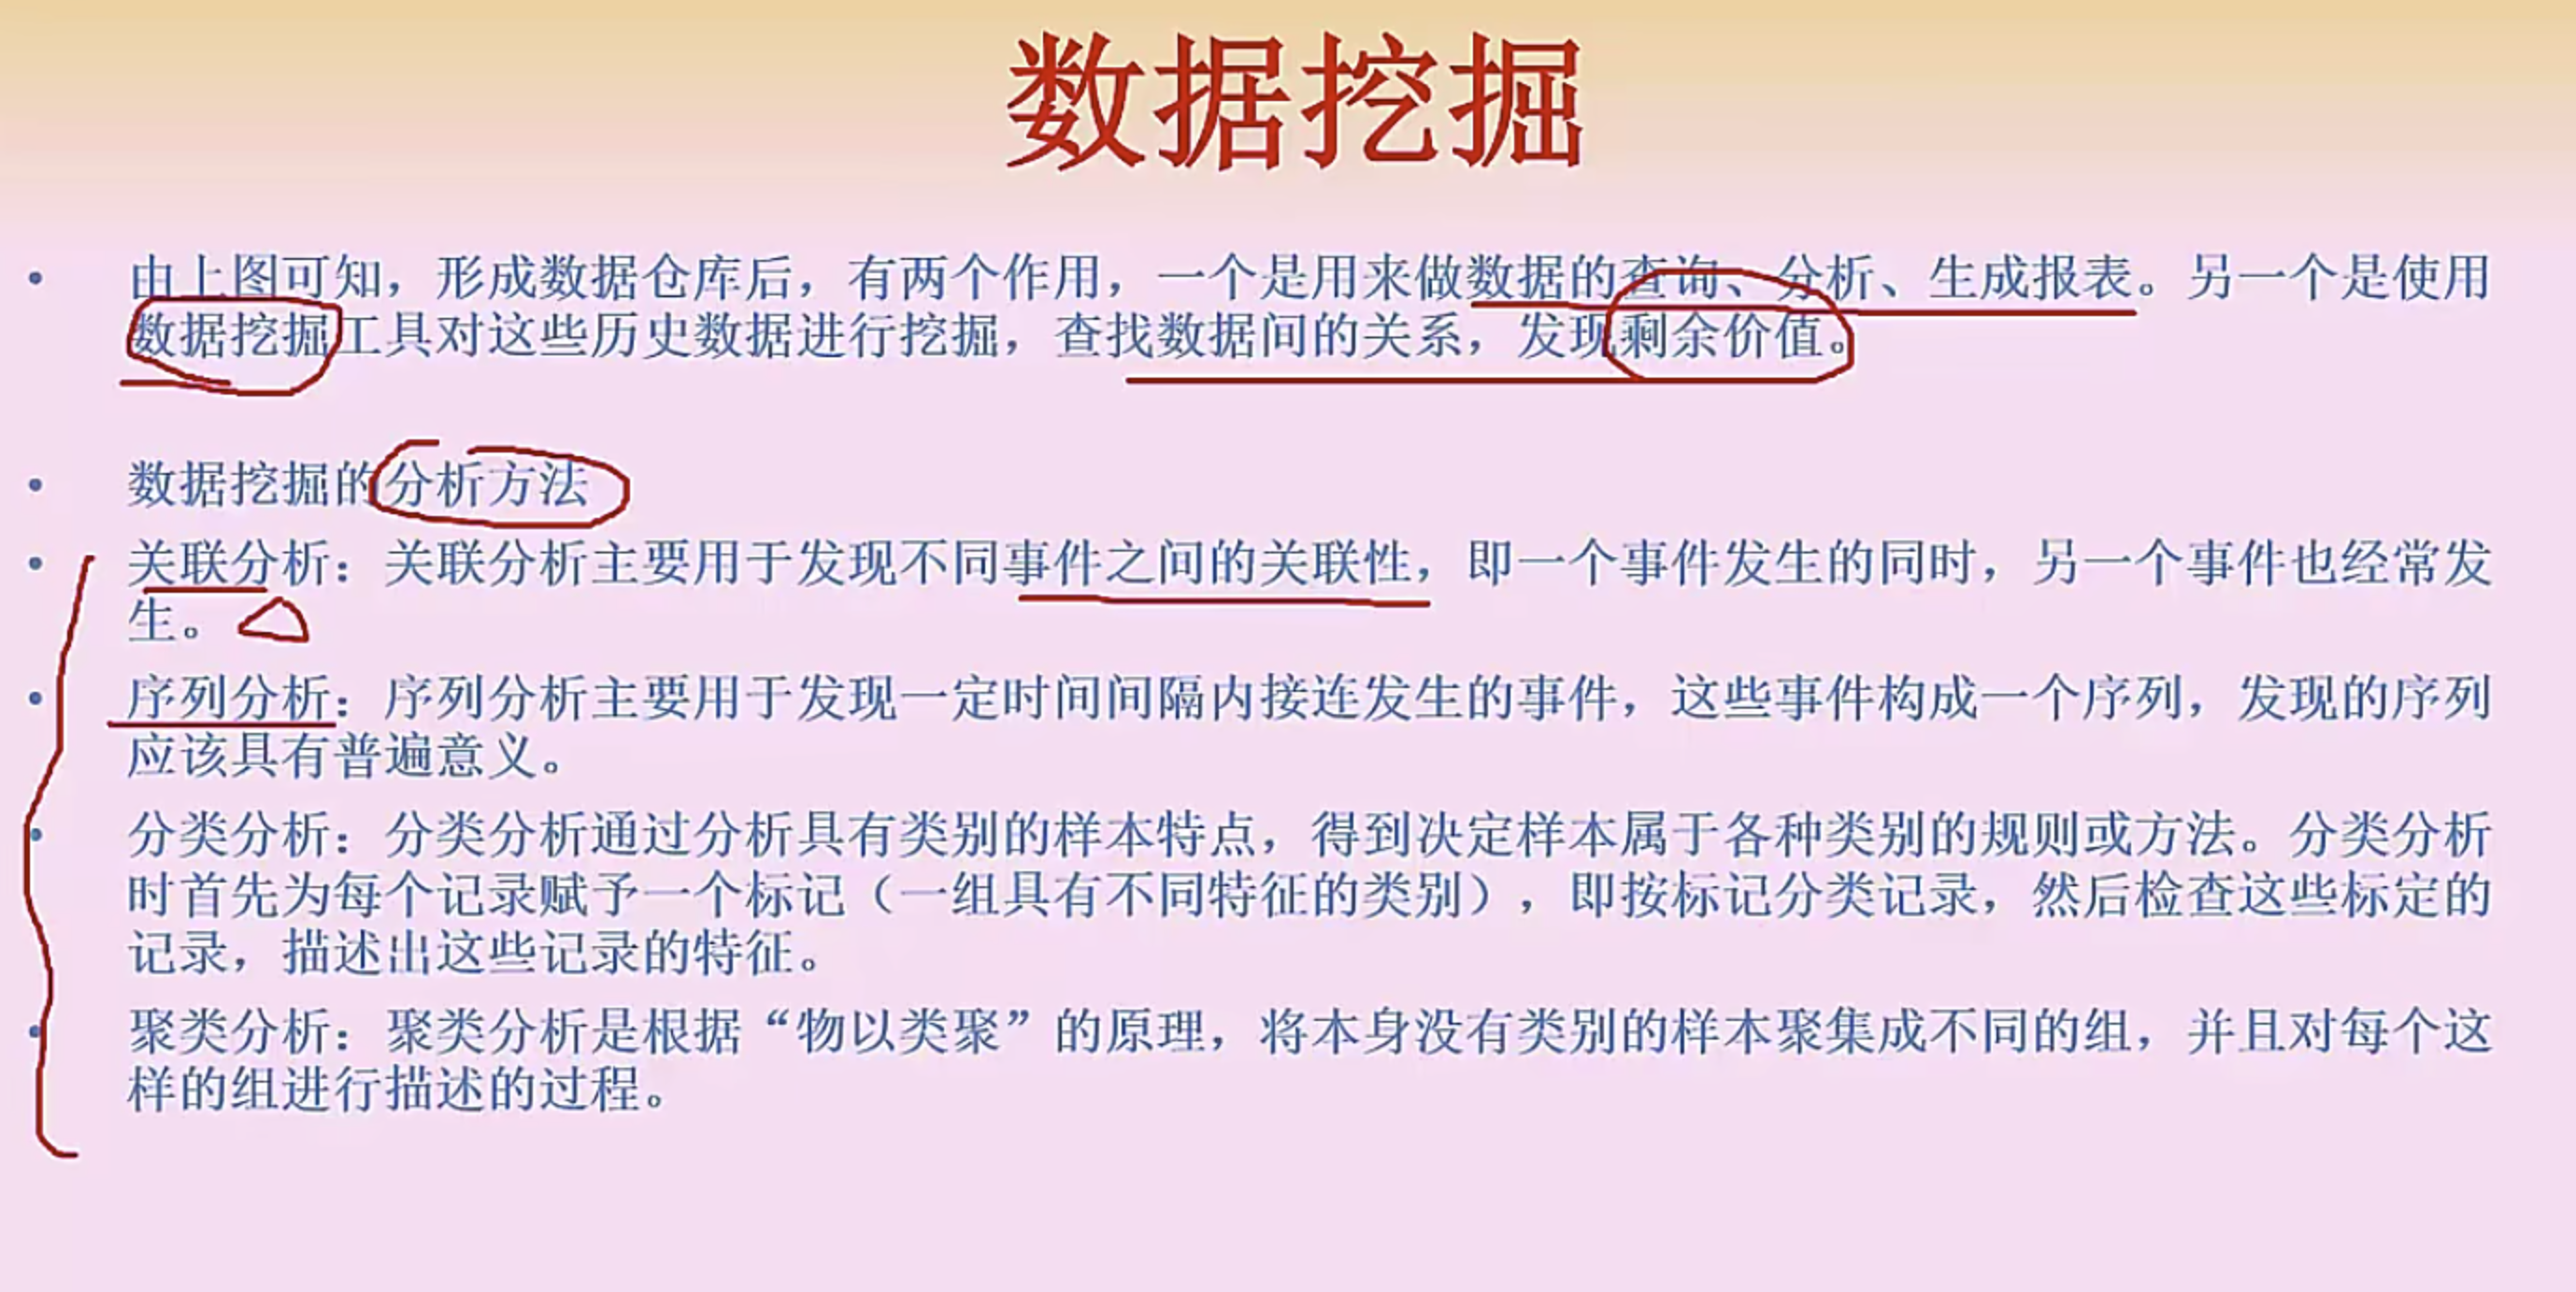 数据挖掘
• 由上图可知，形成数据仓库后，有两个作用，一个是用来做数据的查询、分析、生成报表。另一个是使用
数据挖掘工具对这些历史数据进行挖掘，查找数据间的关系，发现剩余价值。
• 数据挖掘的分析方法
• 关联分析：关联分析主要用于发现不同事件之间的关联性，即一个事件发生的同时，另一个事件也经常发
生。
• 序列分析：序列分析主要用于发现一定时间间隔内接连发生的事件，这些事件构成一个序列，发现的序列
应该具有普遍意义。
• 分类分析：分类分析通过分析具有类别的样本特点，得到决定样本属于各种类别的规则或方法。分类分析
时首先为每个记录赋予一个标记（一组具有不同特征的类别），即按标记分类记录，然后检查这些标定的
记录，描述出这些记录的特征。
• 聚类分析：聚类分析是根据“物以类聚”的原理，将本身没有类别的样本聚集成不同的组，并且对每个这
样的组进行描述的过程。